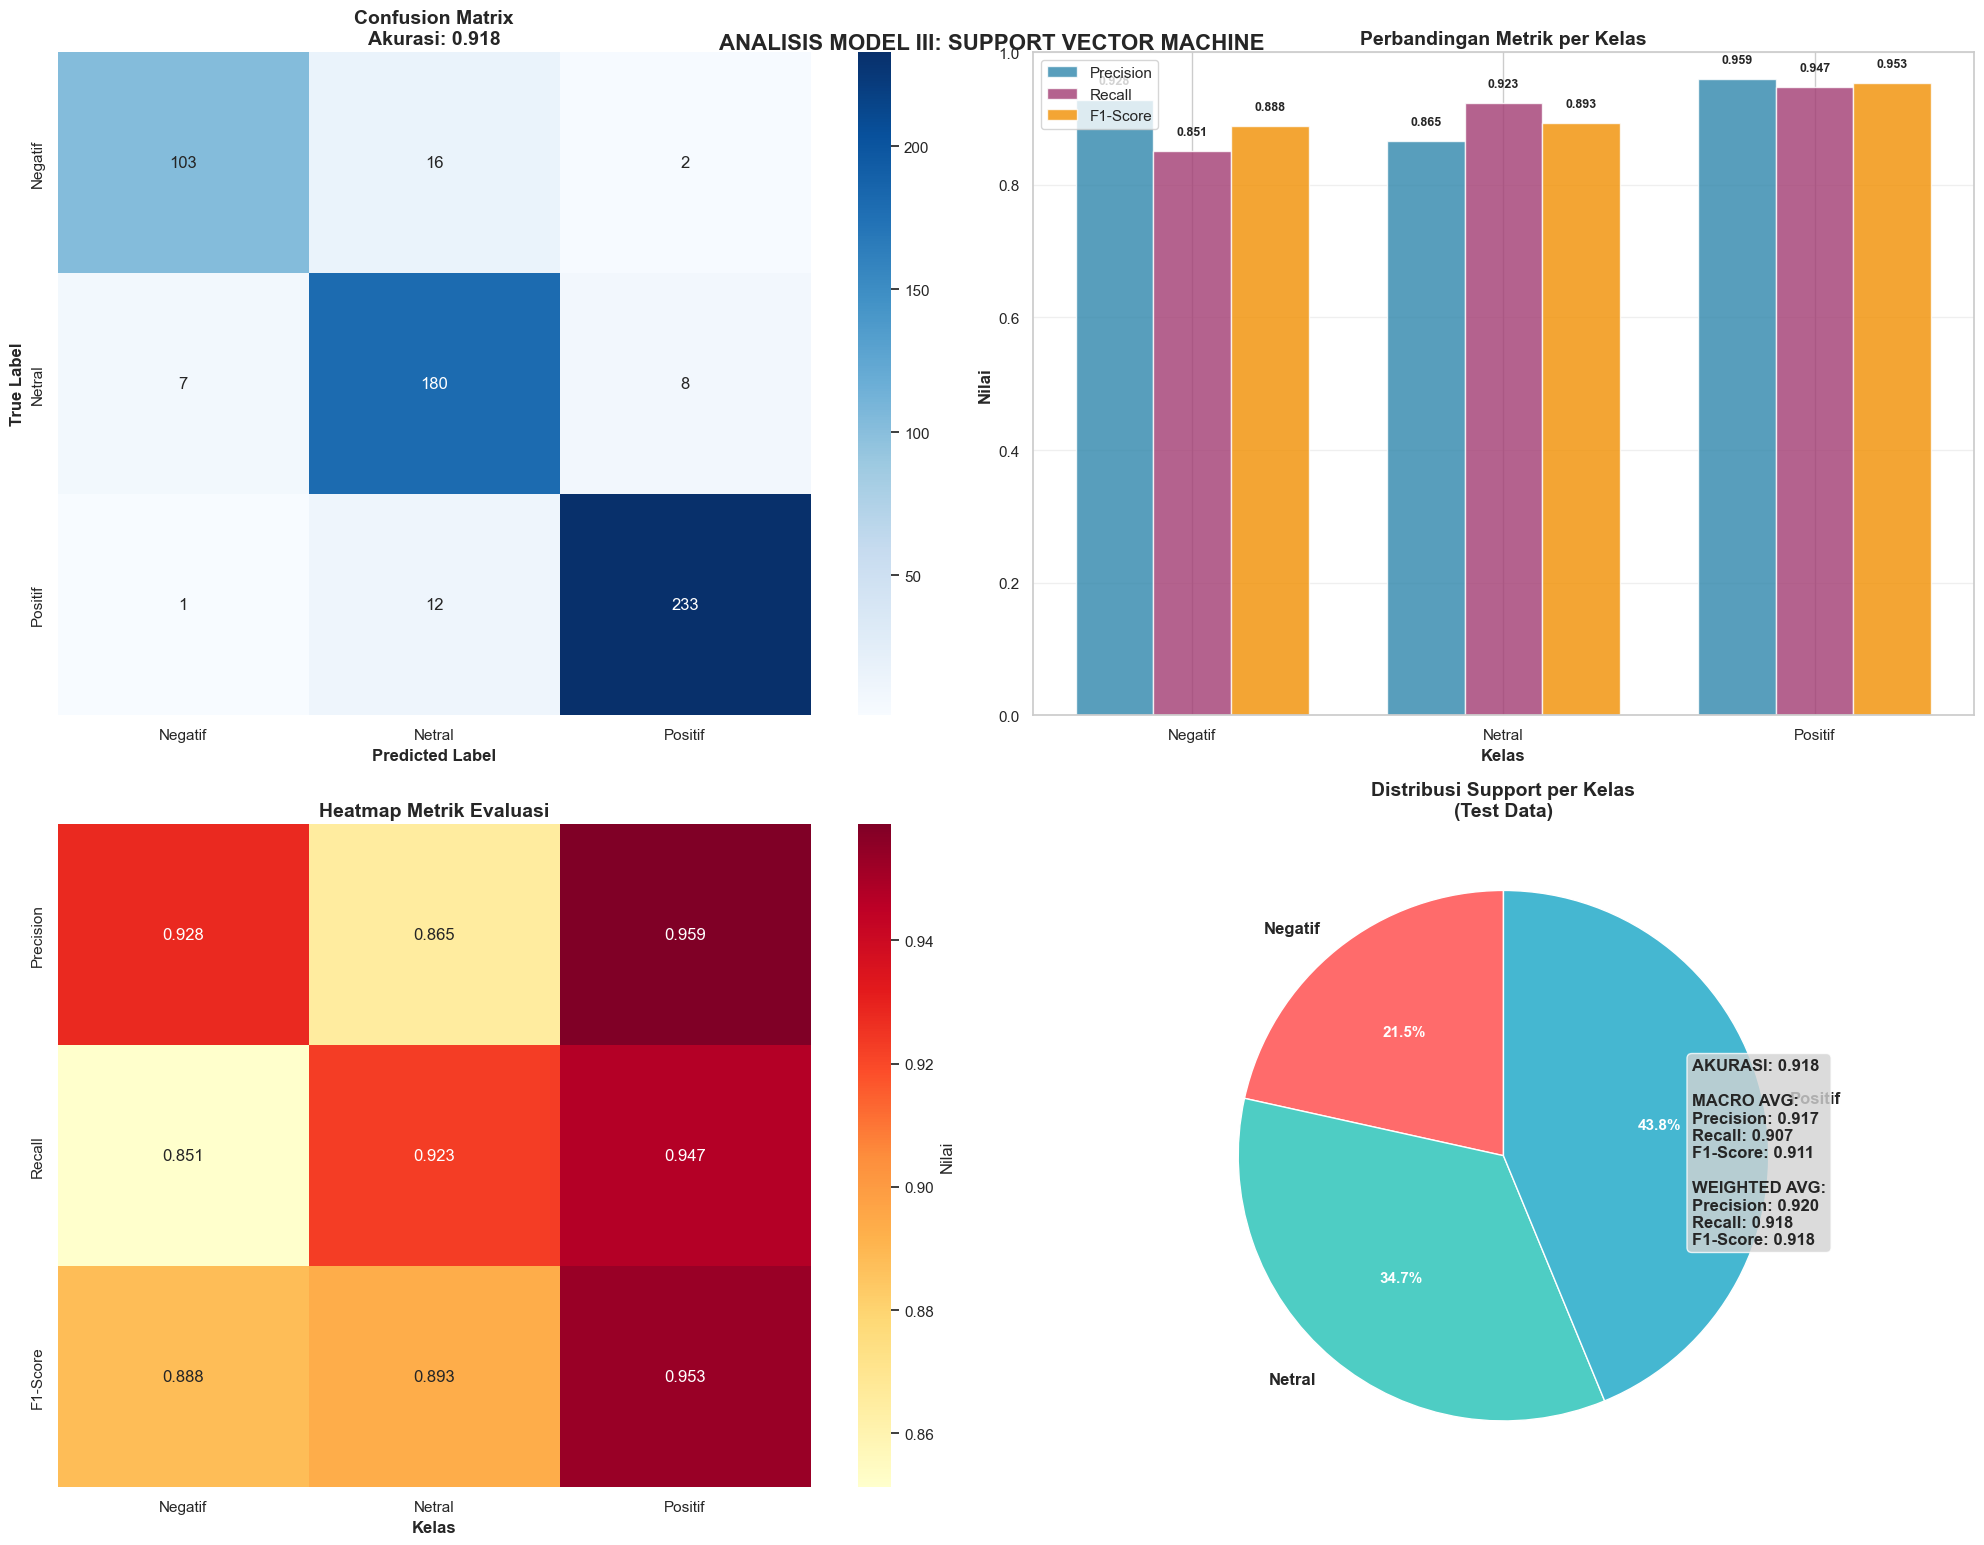 ANALISIS MODEL III: SUPPORT VECTOR MACHINE
Confusion Matrix
Akurasi: 0.918
Negatif
103
16
2
True Label
Netral
7
180
8
Positif
1
12
233
Negatif
Netral
Positif
Predicted Label
200
150
100
50
Perbandingan Metrik per Kelas
Precision
Recall
F1-Score
1.0
0.8
0.6
0.4
0.2
0.0
Nilai
0.928
0.851
0.888
0.865
0.923
0.893
0.959
0.947
0.953
Negatif
Netral
Positif
Kelas
Heatmap Metrik Evaluasi
Precision
0.928
0.865
0.959
Recall
0.851
0.923
0.947
F1-Score
0.888
0.893
0.953
Negatif
Netral
Positif
Kelas
0.94
0.92
0.90
0.88
0.86
Nilai
Distribusi Support per Kelas
(Test Data)
Negatif
21.5%
Netral
34.7%
Positif
43.8%
AKURASI: 0.918
MACRO AVG:
Precision: 0.917
Recall: 0.907
F1-Score: 0.911
WEIGHTED AVG:
Precision: 0.920
Recall: 0.918
F1-Score: 0.918